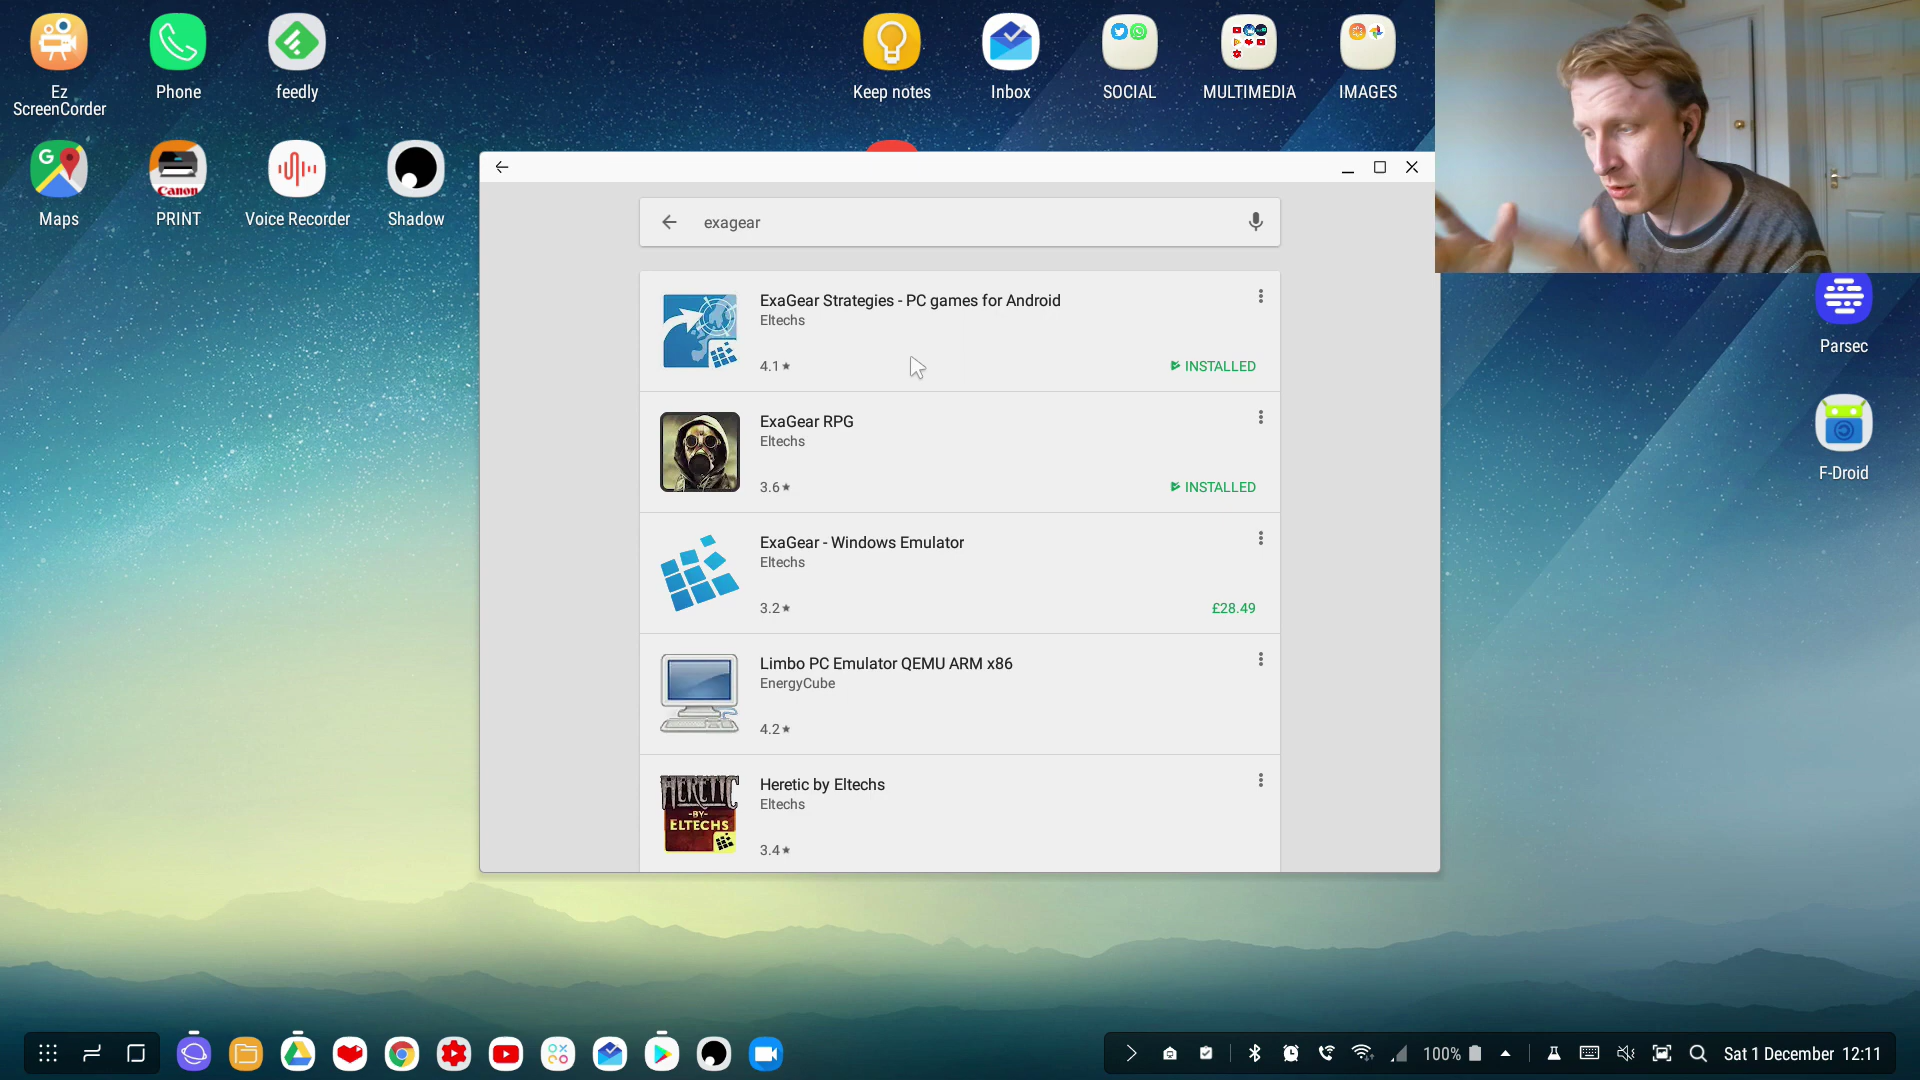 Ez
ScreenCorder
Phone
feedly
Keep notes
Inbox
SOCIAL
MULTIMEDIA
IMAGES
G
Canon
Maps
PRINT
Voice Recorder
Shadow
exagear
ExaGear Strategies - PC games for Android
Eltechs
4.1★
INSTALLED
ExaGear RPG
Eltechs
3.6★
INSTALLED
ExaGear - Windows Emulator
Eltechs
3.2★
£28.49
Limbo PC Emulator QEMU ARM x86
EnergyCube
4.2★
HERETIC
-BY-
ELTECHS
Heretic by Eltechs
Eltechs
3.4★
Parsec
F-Droid
100%
Sat 1 December 12:11